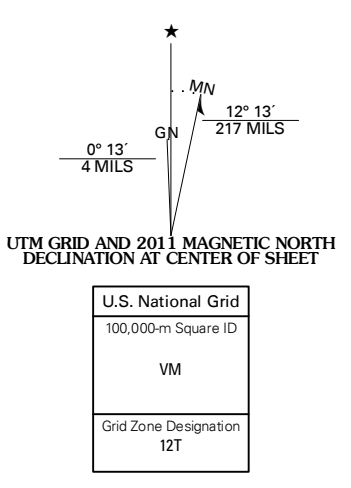 ★
MN
GN
12° 13´
217 MILS
0° 13´
4 MILS
UTM GRID AND 2011 MAGNETIC NORTH
DECLINATION AT CENTER OF SHEET
U.S. National Grid
100,000-m Square ID
VM
Grid Zone Designation
12T